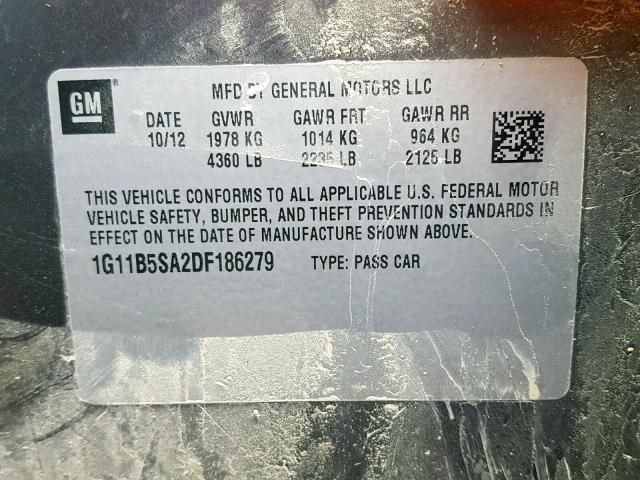 GM ®
MFD BY GENERAL MOTORS LLC
DATE GVWR GAWR FRT GAWR RR
10/12 1978 KG 1014 KG 964 KG
4360 LB 2235 LB 2125 LB
THIS VEHICLE CONFORMS TO ALL APPLICABLE U.S. FEDERAL MOTOR
VEHICLE SAFETY, BUMPER, AND THEFT PREVENTION STANDARDS IN
EFFECT ON THE DATE OF MANUFACTURE SHOWN ABOVE.
1G11B5SA2DF186279 TYPE: PASS CAR